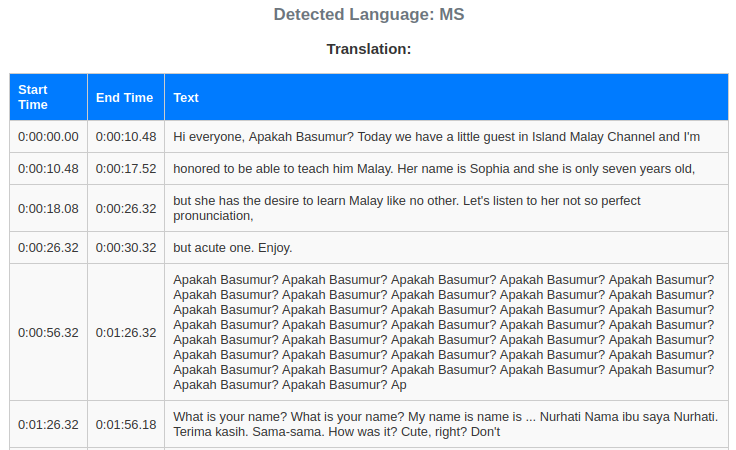 Detected Language: MS
Translation:
Start Time
End Time
Text
0:00:00.00
0:00:10.48
Hi everyone, Apakah Basumur? Today we have a little guest in Island Malay Channel and I'm
0:00:10.48
0:00:17.52
honored to be able to teach him Malay. Her name is Sophia and she is only seven years old,
0:00:18.08
0:00:26.32
but she has the desire to learn Malay like no other. Let's listen to her not so perfect
pronunciation,
0:00:26.32
0:00:30.32
but acute one. Enjoy.
0:00:56.32
0:01:26.32
Apakah Basumur? Apakah Basumur? Apakah Basumur? Apakah Basumur? Apakah Basumur?
Apakah Basumur? Apakah Basumur? Apakah Basumur? Apakah Basumur? Apakah Basumur?
Apakah Basumur? Apakah Basumur? Apakah Basumur? Apakah Basumur? Apakah Basumur?
Apakah Basumur? Apakah Basumur? Apakah Basumur? Apakah Basumur? Apakah Basumur?
Apakah Basumur? Apakah Basumur? Apakah Basumur? Apakah Basumur? Apakah Basumur?
Apakah Basumur? Apakah Basumur? Apakah Basumur? Apakah Basumur? Apakah Basumur?
Apakah Basumur? Apakah Basumur? Apakah Basumur? Apakah Basumur? Apakah Basumur?
Apakah Basumur? Apakah Basumur? Ap
0:01:26.32
0:01:56.18
What is your name? What is your name? My name is name is ... Nurhati Nama ibu saya Nurhati.
Terima kasih. Sama-sama. How was it? Cute, right? Don't